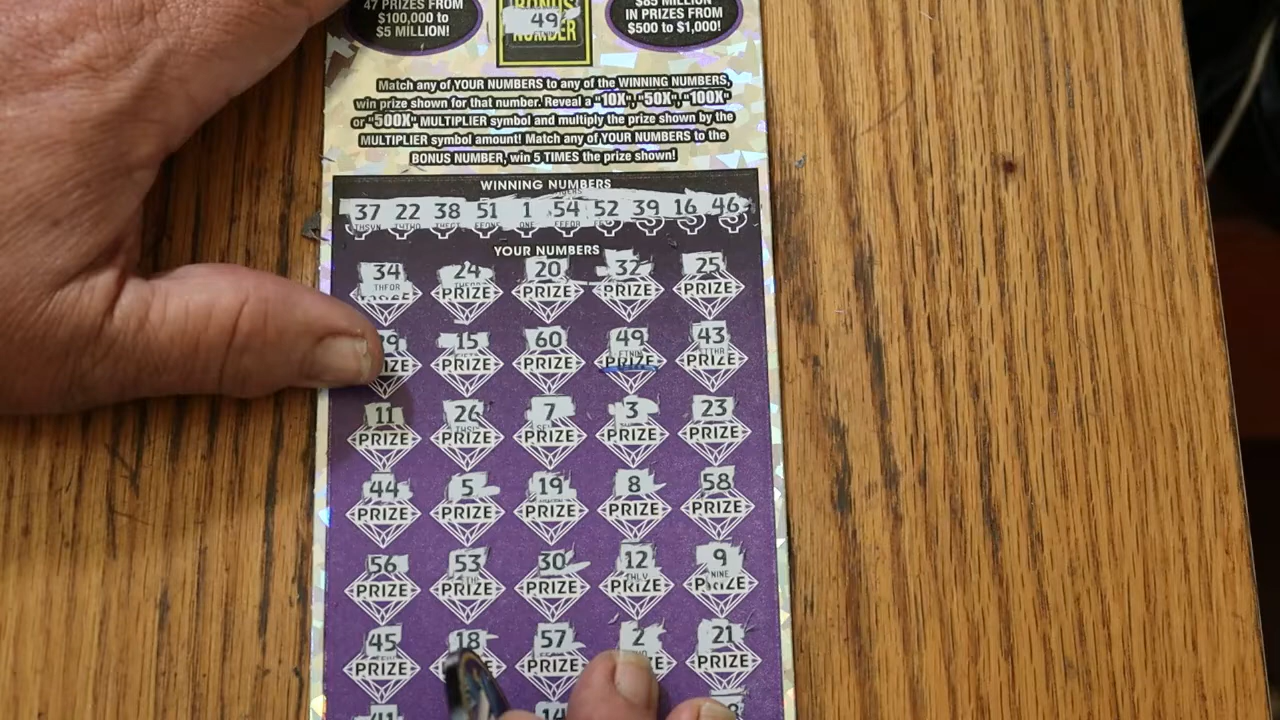 47 PRIZES FROM
$100,000 to
$5 MILLION!
BONUS
49
NUMBER
$85 MILLION
IN PRIZES FROM
$500 to $1,000!
Match any of YOUR NUMBERS to any of the WINNING NUMBERS,
win prize shown for that number. Reveal a "10X", "50X", "100X"
or "500X" MULTIPLIER symbol and multiply the prize shown by the
MULTIPLIER symbol amount! Match any of YOUR NUMBERS to the
BONUS NUMBER, win 5 TIMES the prize shown!
WINNING NUMBERS
37 22 38 51 1 54 52 39 16 46
YOUR NUMBERS
34 24 20 32 25
THFOR
PRIZE PRIZE PRIZE PRIZE
15 60 49 43
PRIZE PRIZE PRIZE PRIZE
11 26 7 3 23
PRIZE PRIZE PRIZE PRIZE PRIZE
44 5 19 8 58
PRIZE PRIZE PRIZE PRIZE PRIZE
56 53 30 12 9
NINE
PRIZE PRIZE PRIZE PRIZE PRIZE
45 18 57 2 21
PRIZE PRIZE PRIZE
41 14